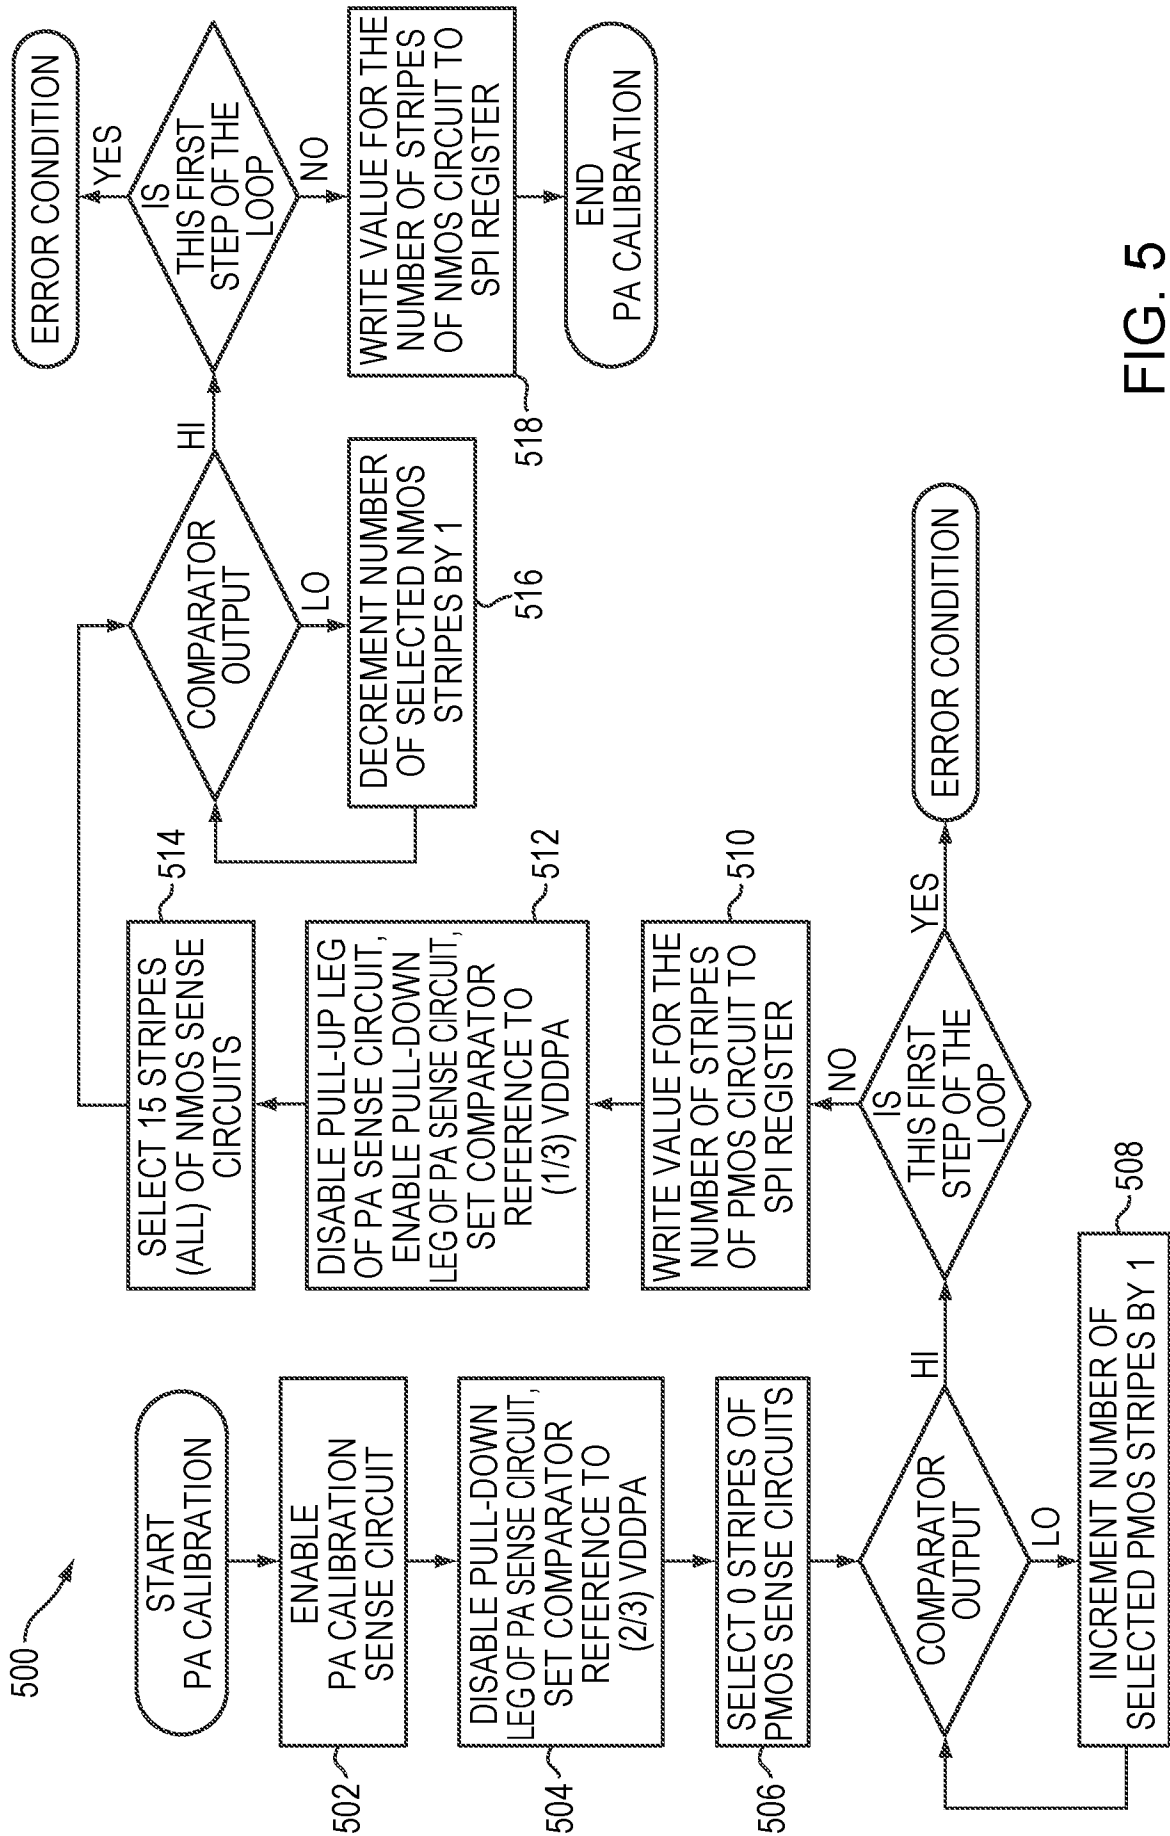 500
START
PA CALIBRATION
ENABLE
PA CALIBRATION
SENSE CIRCUIT
502
DISABLE PULL-DOWN
LEG OF PA SENSE CIRCUIT,
SET COMPARATOR
REFERENCE TO
(2/3) VDDPA
504
SELECT 0 STRIPES OF
PMOS SENSE CIRCUITS
506
COMPARATOR
OUTPUT
LO
HI
INCREMENT NUMBER OF
SELECTED PMOS STRIPES BY 1
508
IS
THIS FIRST
STEP OF THE
LOOP
YES
ERROR CONDITION
NO
WRITE VALUE FOR THE
NUMBER OF STRIPES
OF PMOS CIRCUIT TO
SPI REGISTER
510
DISABLE PULL-UP LEG
OF PA SENSE CIRCUIT,
ENABLE PULL-DOWN
LEG OF PA SENSE CIRCUIT,
SET COMPARATOR
REFERENCE TO
(1/3) VDDPA
512
SELECT 15 STRIPES
(ALL) OF NMOS SENSE
CIRCUITS
514
COMPARATOR
OUTPUT
LO
HI
DECREMENT NUMBER
OF SELECTED NMOS
STRIPES BY 1
516
IS
THIS FIRST
STEP OF THE
LOOP
YES
ERROR CONDITION
NO
WRITE VALUE FOR THE
NUMBER OF STRIPES
OF NMOS CIRCUIT TO
SPI REGISTER
518
END
PA CALIBRATION
FIG. 5